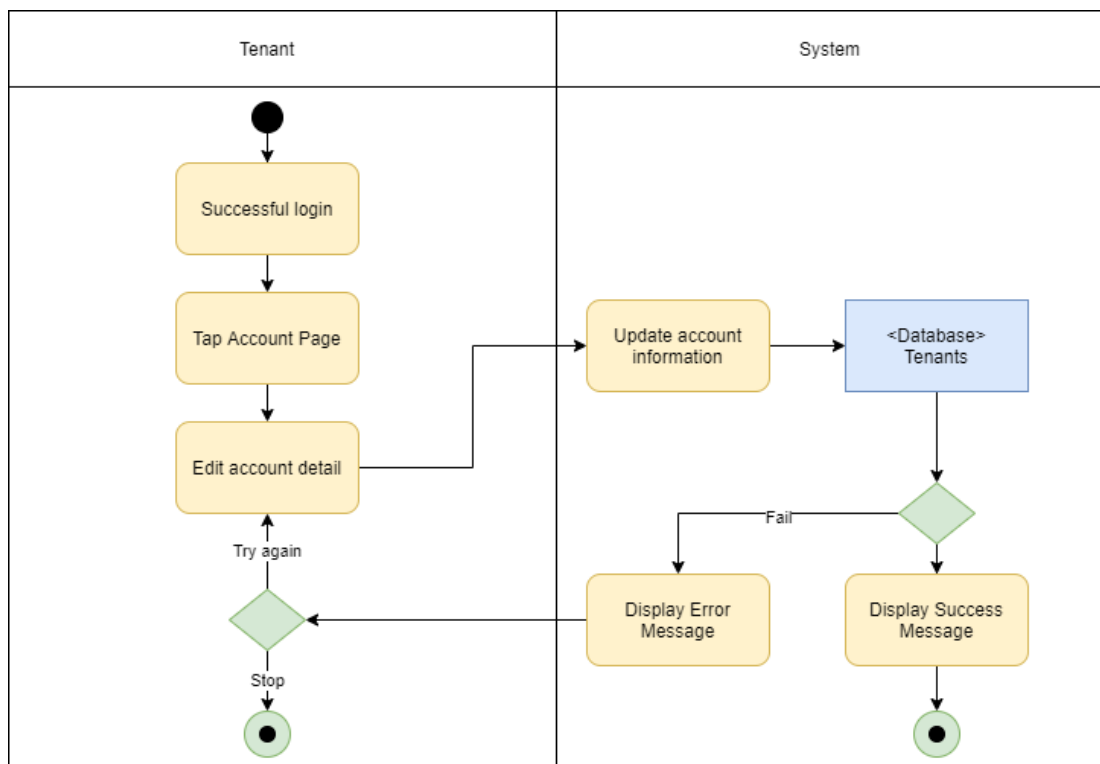 Tenant
System
Successful login
Tap Account Page
Update account
information
<Database>
Tenants
Edit account detail
Fail
Try again
Display Error
Message
Display Success
Message
Stop